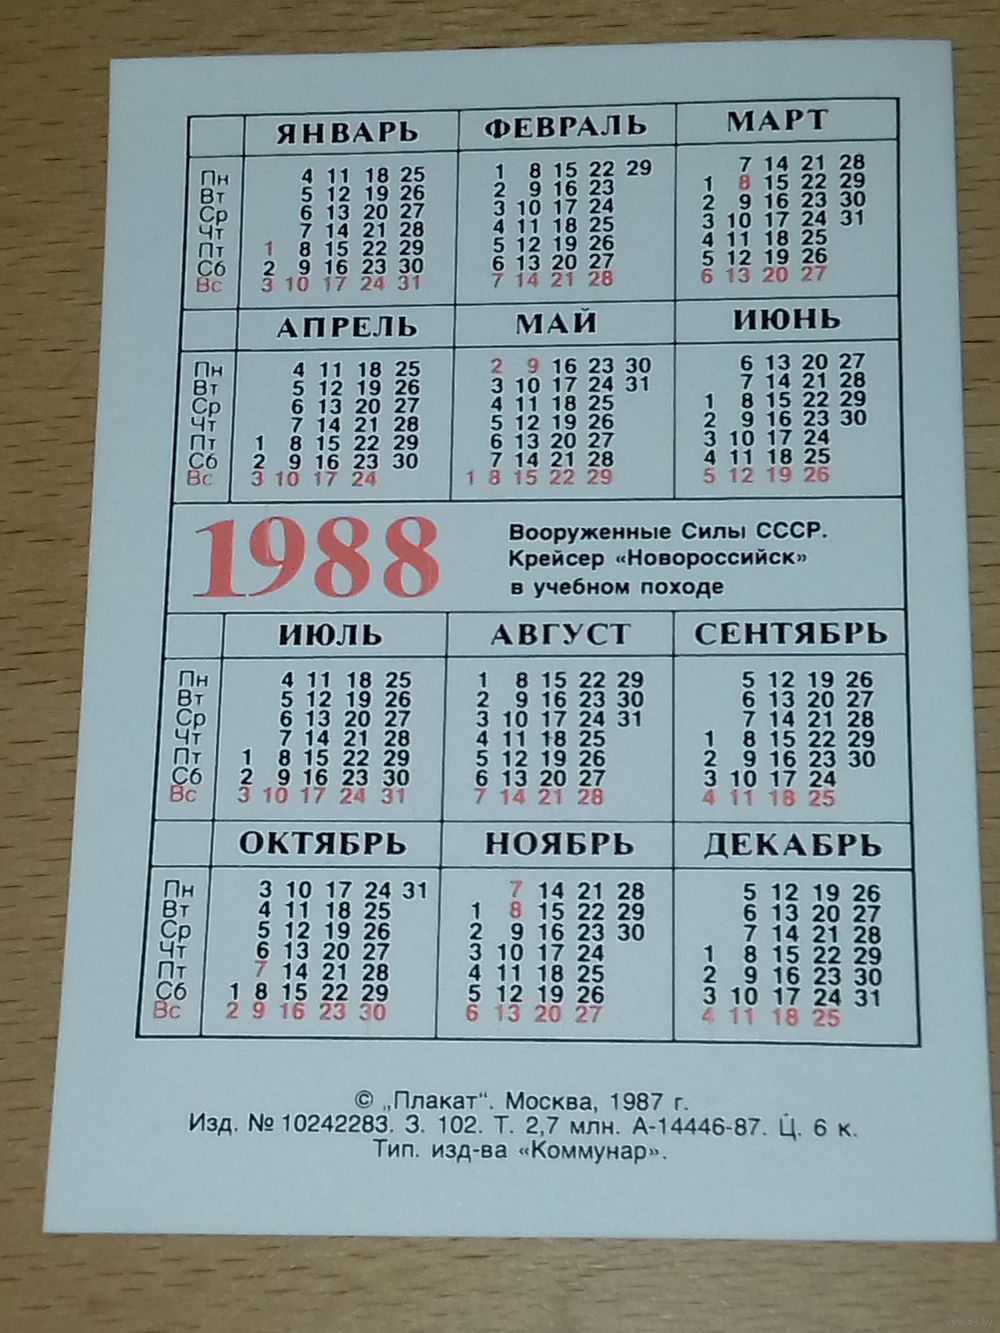 ЯНВАРЬ ФЕВРАЛЬ МАРТ
Пн 4 11 18 25 1 8 15 22 29 7 14 21 28
Вт 5 12 19 26 2 9 16 23 1 8 15 22 29
Ср 6 13 20 27 3 10 17 24 2 9 16 23 30
Чт 7 14 21 28 4 11 18 25 3 10 17 24 31
Пт 1 8 15 22 29 5 12 19 26 4 11 18 25
Сб 2 9 16 23 30 6 13 20 27 5 12 19 26
Вс 3 10 17 24 31 7 14 21 28 6 13 20 27
АПРЕЛЬ МАЙ ИЮНЬ
Пн 4 11 18 25 2 9 16 23 30 6 13 20 27
Вт 5 12 19 26 3 10 17 24 31 7 14 21 28
Ср 6 13 20 27 4 11 18 25 1 8 15 22 29
Чт 7 14 21 28 5 12 19 26 2 9 16 23 30
Пт 1 8 15 22 29 6 13 20 27 3 10 17 24
Сб 2 9 16 23 30 7 14 21 28 4 11 18 25
Вс 3 10 17 24 1 8 15 22 29 5 12 19 26
1988
Вооруженные Силы СССР.
Крейсер «Новороссийск»
в учебном походе
ИЮЛЬ АВГУСТ СЕНТЯБРЬ
Пн 4 11 18 25 1 8 15 22 29 5 12 19 26
Вт 5 12 19 26 2 9 16 23 30 6 13 20 27
Ср 6 13 20 27 3 10 17 24 31 7 14 21 28
Чт 7 14 21 28 4 11 18 25 1 8 15 22 29
Пт 1 8 15 22 29 5 12 19 26 2 9 16 23 30
Сб 2 9 16 23 30 6 13 20 27 3 10 17 24
Вс 3 10 17 24 31 7 14 21 28 4 11 18 25
ОКТЯБРЬ НОЯБРЬ ДЕКАБРЬ
Пн 3 10 17 24 31 7 14 21 28 5 12 19 26
Вт 4 11 18 25 1 8 15 22 29 6 13 20 27
Ср 5 12 19 26 2 9 16 23 30 7 14 21 28
Чт 6 13 20 27 3 10 17 24 1 8 15 22 29
Пт 7 14 21 28 4 11 18 25 2 9 16 23 30
Сб 1 8 15 22 29 5 12 19 26 3 10 17 24 31
Вс 2 9 16 23 30 6 13 20 27 4 11 18 25
© „Плакат“. Москва, 1987 г.
Изд. № 10242283. З. 102. Т. 2,7 млн. А-14446-87. Ц. 6 к.
Тип. изд-ва «Коммунар».
www.ay.by